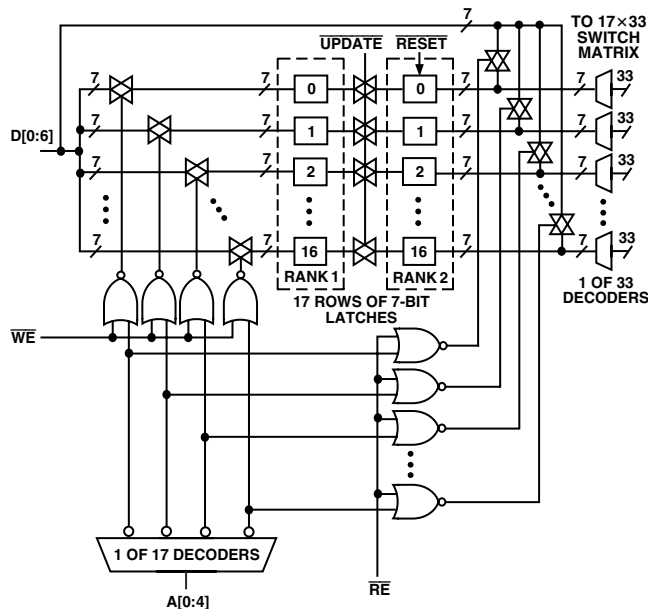 7
TO 17×33
SWITCH
MATRIX
UPDATE RESET
7 7 0 0 7 7 33
7 7 1 1 7 7 33
D[0:6]
7 7 2 2 7 7 33
7 7 16 16 7 7 33
RANK 1 RANK 2
1 OF 33
DECODERS
17 ROWS OF 7-BIT
LATCHES
WE
1 OF 17 DECODERS
RE
A[0:4]